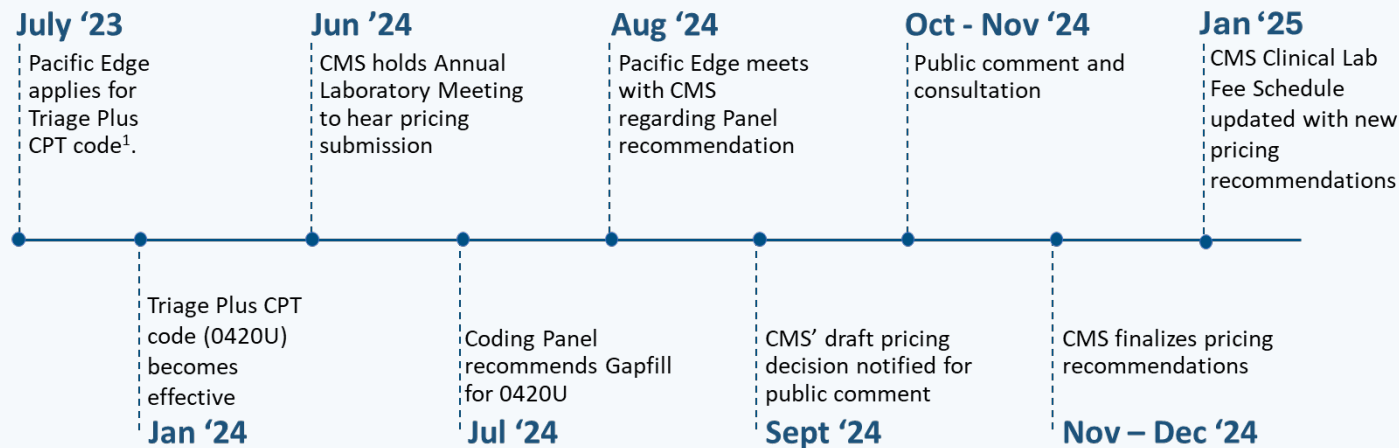 July ‘23
Pacific Edge
applies for
Triage Plus
CPT code¹.
Jan ‘24
Triage Plus CPT
code (0420U)
becomes
effective
Jun ’24
CMS holds Annual
Laboratory Meeting
to hear pricing
submission
Jul ‘24
Coding Panel
recommends Gapfill
for 0420U
Aug ‘24
Pacific Edge meets
with CMS
regarding Panel
recommendation
Sept ‘24
CMS’ draft pricing
decision notified for
public comment
Oct - Nov ‘24
Public comment and
consultation
Nov – Dec ‘24
CMS finalizes pricing
recommendations
Jan ‘25
CMS Clinical Lab
Fee Schedule
updated with new
pricing
recommendations